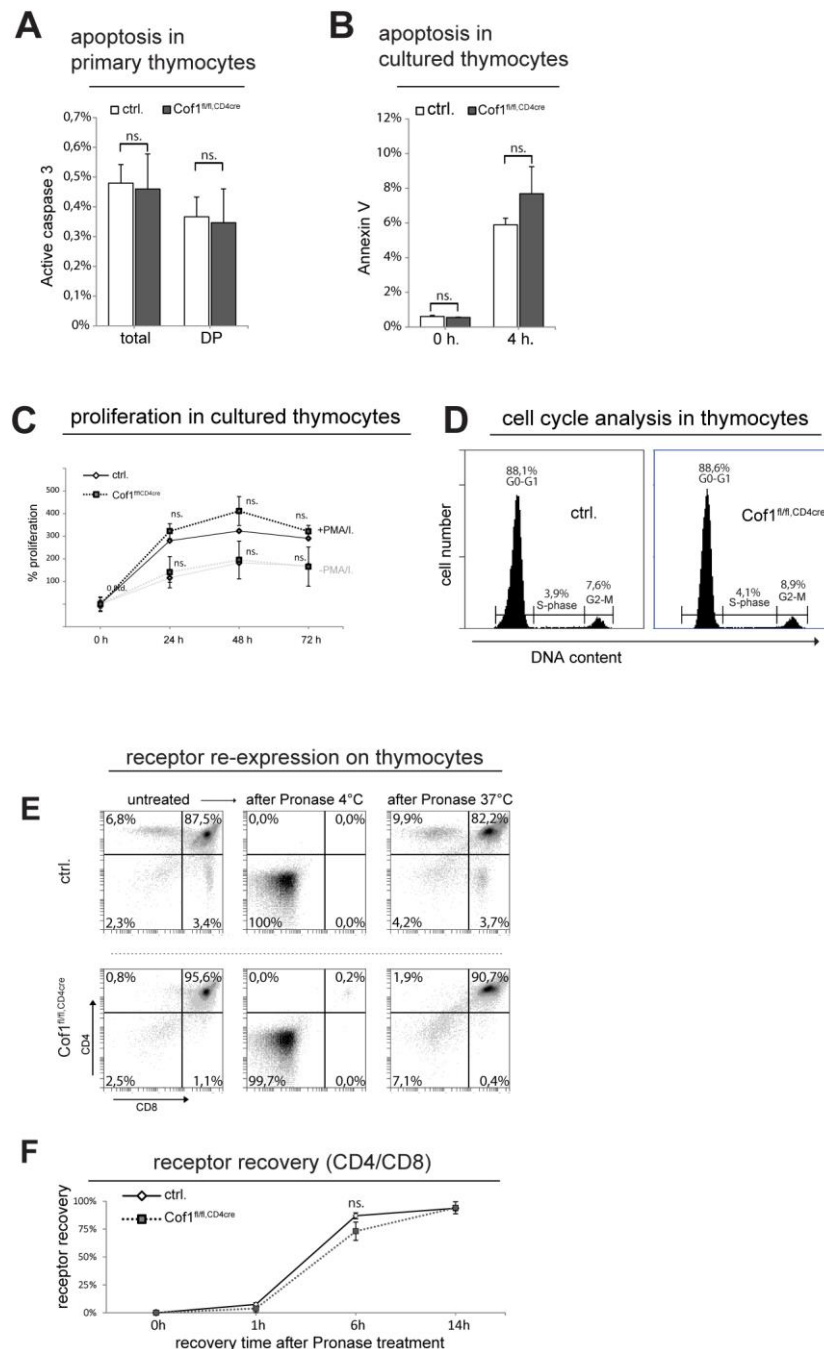 A
apoptosis in
primary thymocytes
ctrl.
Cof1fl/fl,CD4cre
Active caspase 3
0,7%
0,6%
0,5%
0,4%
0,3%
0,2%
0,1%
0%
ns.
ns.
total
DP
B
apoptosis in
cultured thymocytes
ctrl.
Cof1fl/fl,CD4cre
Annexin V
12%
10%
8%
6%
4%
2%
0%
ns.
ns.
0 h.
4 h.
C
proliferation in cultured thymocytes
ctrl.
% proliferation
500
400
300
200
100
ns.
ns.
ns.
+PMA/I.
ns.
ns.
ns.
-PMA/I.
0 h
24 h
48 h
72 h
D
cell cycle analysis in thymocytes
cell number
88,1%
G0-G1
ctrl.
3,9%
S-phase
7,6%
G2-M
88,6%
G0-G1
Cof1fl/fl,CD4cre
4,1%
S-phase
8,9%
G2-M
DNA content
receptor re-expression on thymocytes
E
untreated
after Pronase 4°C
after Pronase 37°C
ctrl.
6,8% 87,5%
2,3% 3,4%
0,0% 0,0%
100% 0,0%
9,9% 82,2%
4,2% 3,7%
Cof1fl/fl,CD4cre
CD4
0,8% 95,6%
2,5% 1,1%
0,0% 0,2%
99,7% 0,0%
1,9% 90,7%
7,1% 0,4%
CD8
F
receptor recovery (CD4/CD8)
ctrl.
Cof1fl/fl,CD4cre
receptor recovery
100%
75%
50%
25%
0%
ns.
0h
1h
6h
14h
recovery time after Pronase treatment